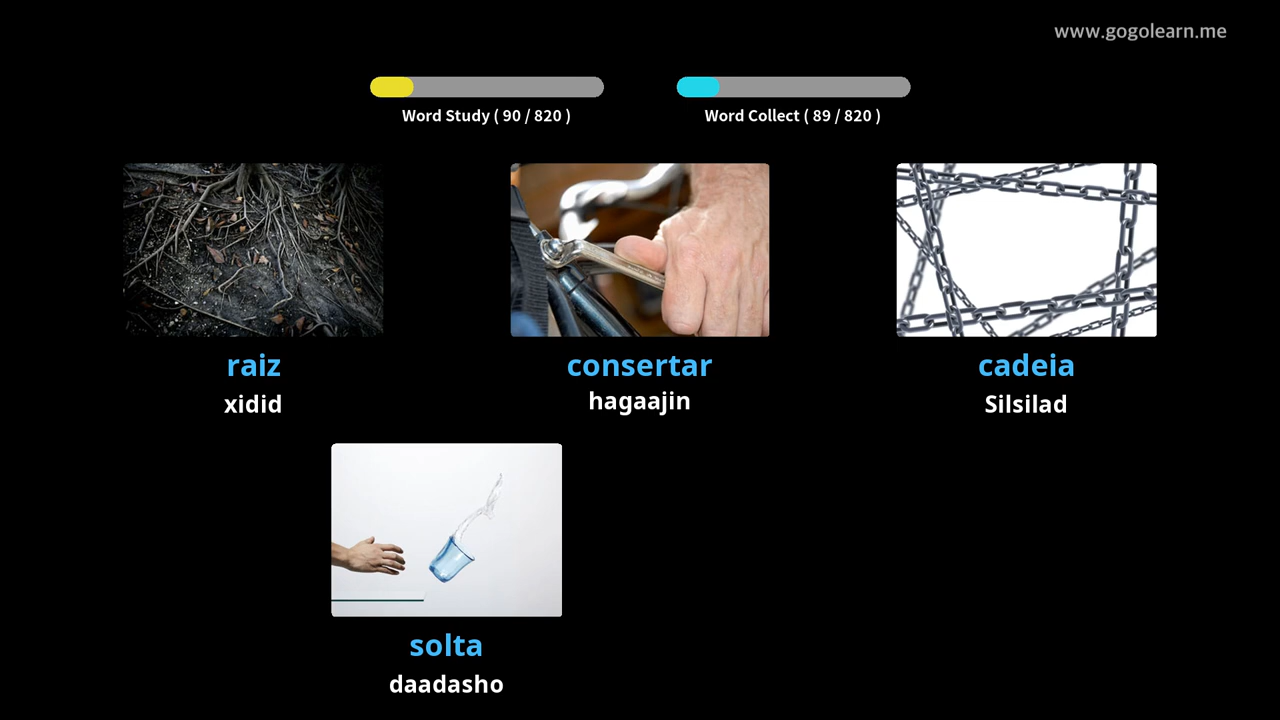 www.gogolearn.me
Word Study ( 90 / 820 )
Word Collect ( 89 / 820 )
raiz
xidid
consertar
hagaajin
cadeia
Silsilad
solta
daadasho